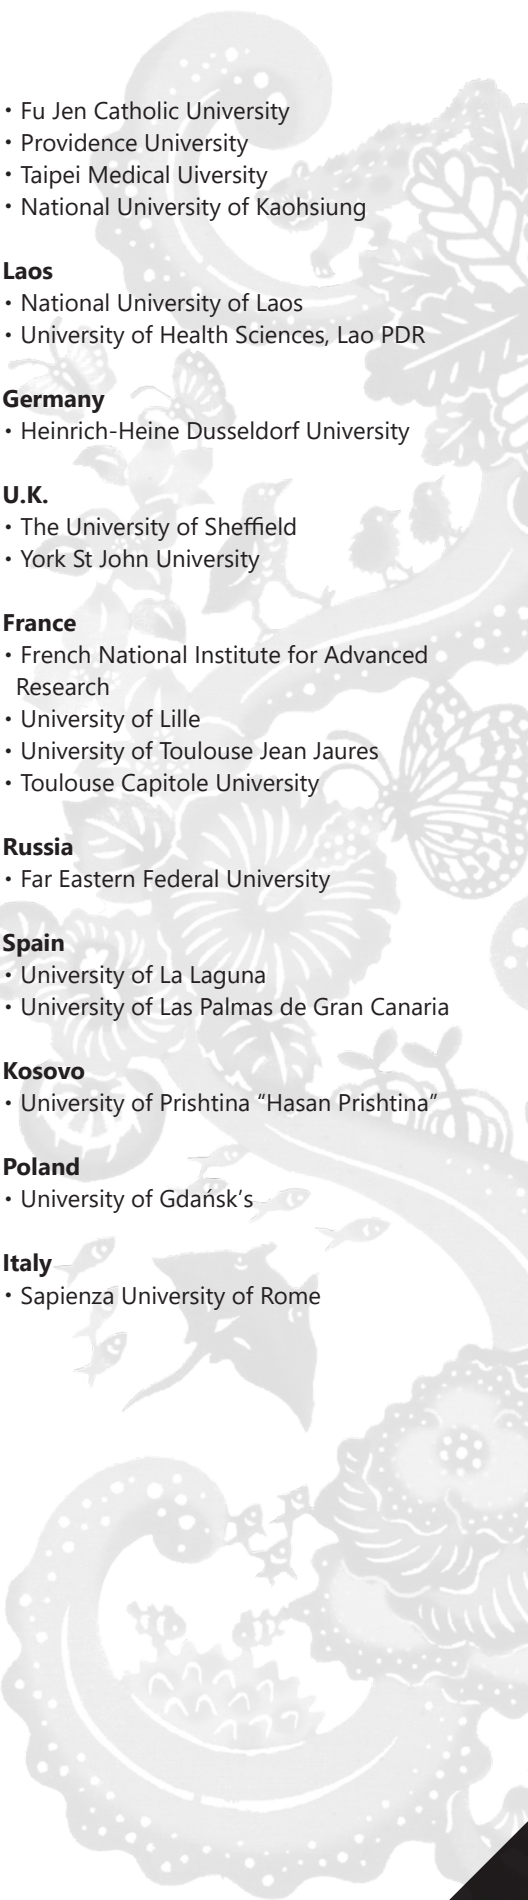 ・Fu Jen Catholic University
・Providence University
・Taipei Medical Uiversity
・National University of Kaohsiung
Laos
・National University of Laos
・University of Health Sciences, Lao PDR
Germany
・Heinrich-Heine Dusseldorf University
U.K.
・The University of Sheffield
・York St John University
France
・French National Institute for Advanced
Research
・University of Lille
・University of Toulouse Jean Jaures
・Toulouse Capitole University
Russia
・Far Eastern Federal University
Spain
・University of La Laguna
・University of Las Palmas de Gran Canaria
Kosovo
・University of Prishtina “Hasan Prishtina”
Poland
・University of Gdańsk’s
Italy
・Sapienza University of Rome